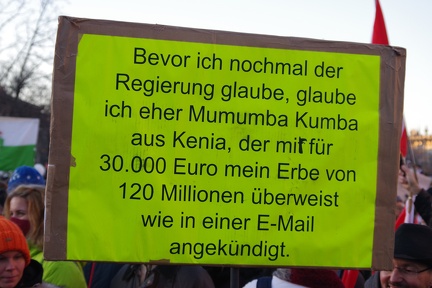 Bevor ich nochmal der
Regierung glaube, glaube
ich eher Mumumba Kumba
aus Kenia, der mir für
30.000 Euro mein Erbe von
120 Millionen überweist
wie in einer E-Mail
angekündigt.